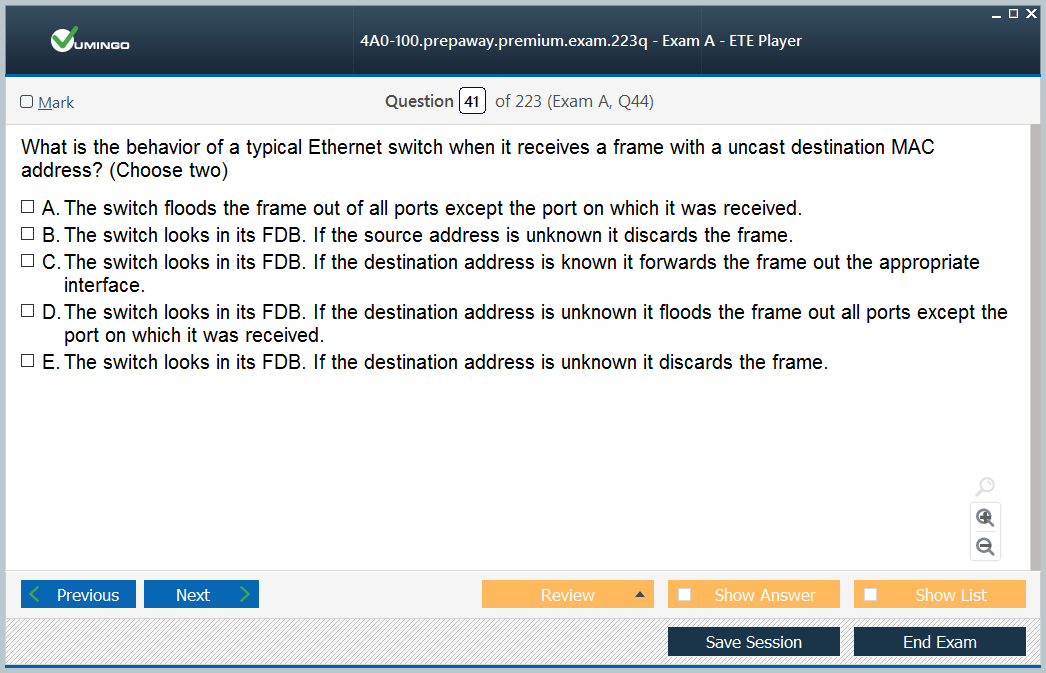 VUMINGO
4A0-100.prepaway.premium.exam.223q - Exam A - ETE Player
Mark
Question 41 of 223 (Exam A, Q44)
What is the behavior of a typical Ethernet switch when it receives a frame with a uncast destination MAC
address? (Choose two)
A. The switch floods the frame out of all ports except the port on which it was received.
B. The switch looks in its FDB. If the source address is unknown it discards the frame.
C. The switch looks in its FDB. If the destination address is known it forwards the frame out the appropriate
interface.
D. The switch looks in its FDB. If the destination address is unknown it floods the frame out all ports except the
port on which it was received.
E. The switch looks in its FDB. If the destination address is unknown it discards the frame.
Previous
Next
Review
Show Answer
Show List
Save Session
End Exam